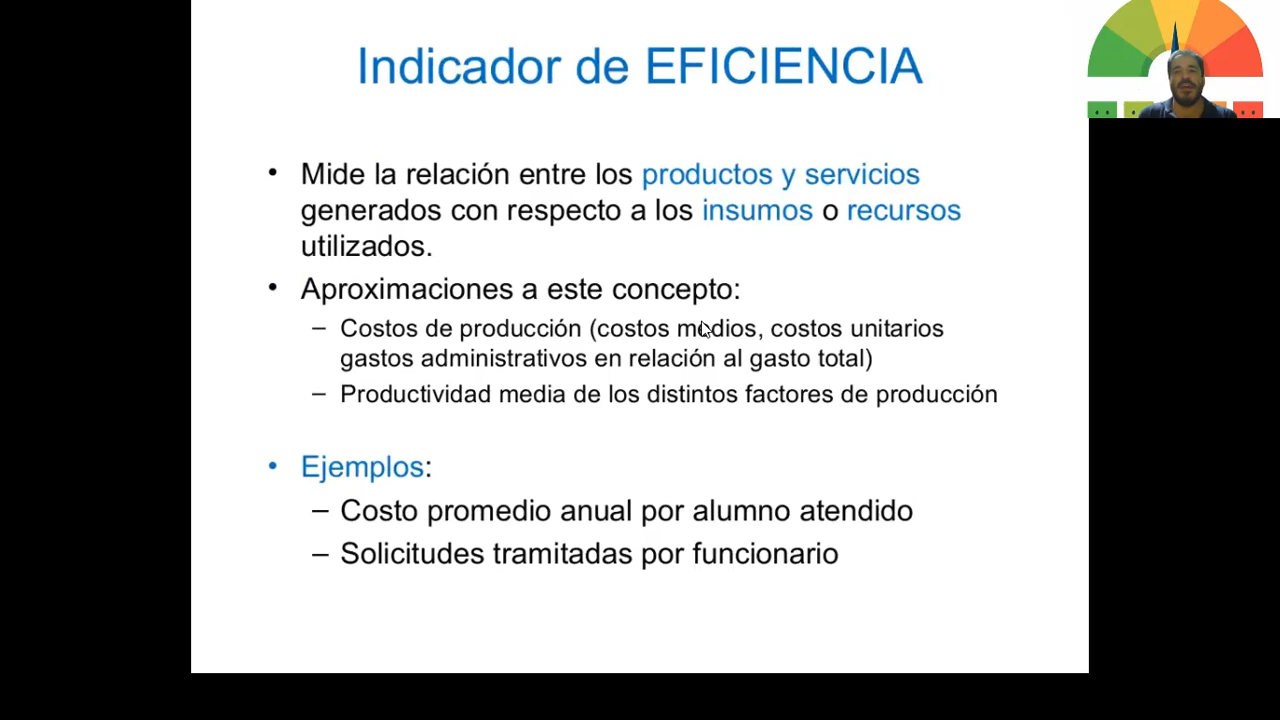 Indicador de EFICIENCIA
• Mide la relación entre los productos y servicios
generados con respecto a los insumos o recursos
utilizados.
• Aproximaciones a este concepto:
– Costos de producción (costos medios, costos unitarios
gastos administrativos en relación al gasto total)
– Productividad media de los distintos factores de producción
• Ejemplos:
– Costo promedio anual por alumno atendido
– Solicitudes tramitadas por funcionario